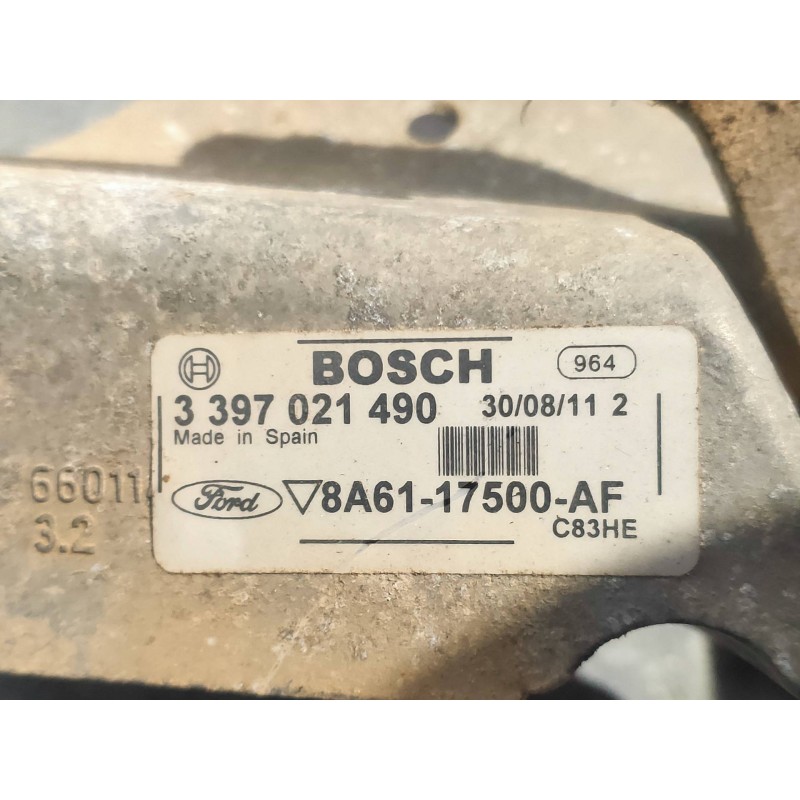 BOSCH
964
3 397 021 490
30/08/11 2
Made in Spain
66011
3.2
Ford
8A61-17500-AF
C83HE